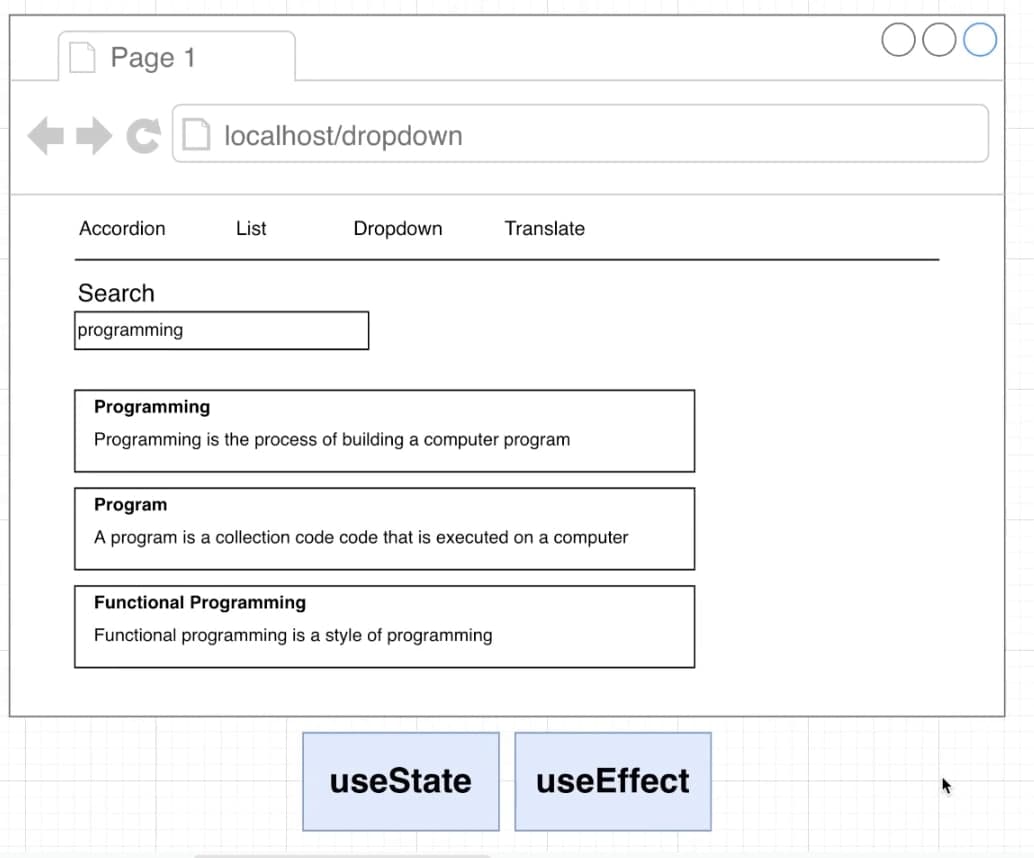 Page 1
localhost/dropdown
Accordion List Dropdown Translate
Search
programming
Programming
Programming is the process of building a computer program
Program
A program is a collection code code that is executed on a computer
Functional Programming
Functional programming is a style of programming
useState useEffect